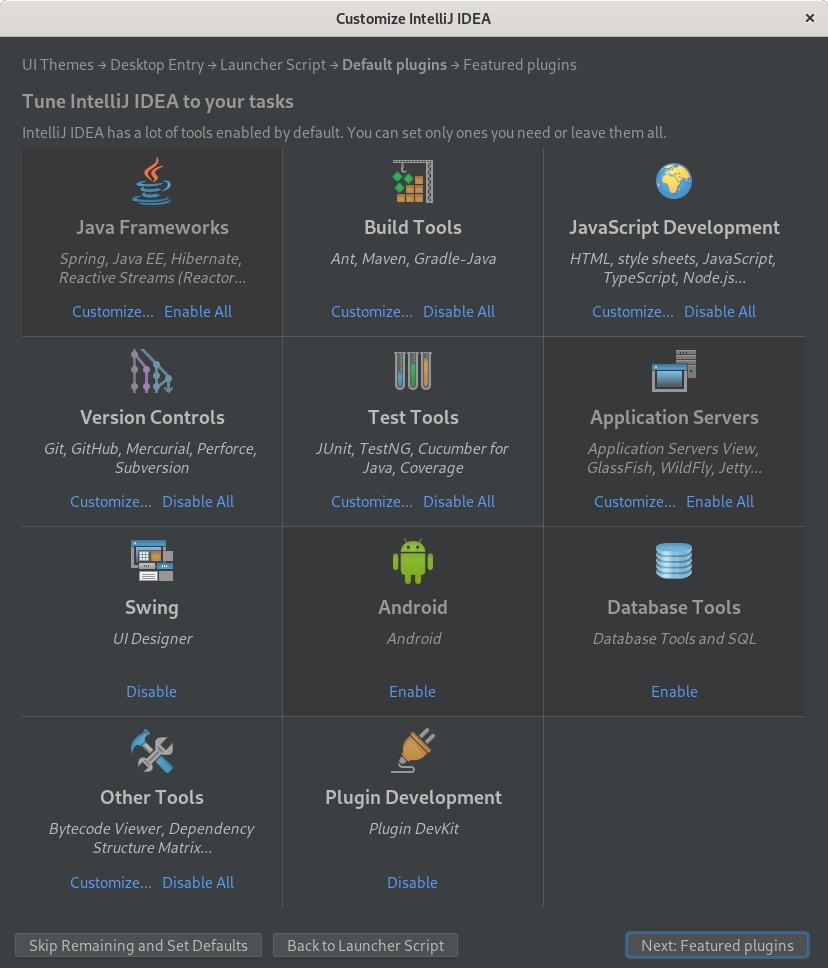 Customize IntelliJ IDEA
UI Themes → Desktop Entry → Launcher Script → Default plugins → Featured plugins
Tune IntelliJ IDEA to your tasks
IntelliJ IDEA has a lot of tools enabled by default. You can set only ones you need or leave them all.
Java Frameworks
Spring, Java EE, Hibernate,
Reactive Streams (Reactor...
Customize... Enable All
Build Tools
Ant, Maven, Gradle-Java
Customize... Disable All
JavaScript Development
HTML, style sheets, JavaScript,
TypeScript, Node.js...
Customize... Disable All
Version Controls
Git, GitHub, Mercurial, Perforce,
Subversion
Customize... Disable All
Test Tools
JUnit, TestNG, Cucumber for
Java, Coverage
Customize... Disable All
Application Servers
Application Servers View,
GlassFish, WildFly, Jetty...
Customize... Enable All
Swing
UI Designer
Disable
Android
Android
Enable
Database Tools
Database Tools and SQL
Enable
Other Tools
Bytecode Viewer, Dependency
Structure Matrix...
Customize... Disable All
Plugin Development
Plugin DevKit
Disable
Skip Remaining and Set Defaults
Back to Launcher Script
Next: Featured plugins